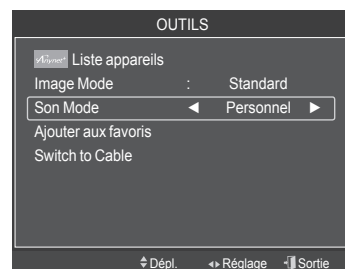 OUTILS
Anynet+ Liste appareils
Image Mode : Standard
Son Mode ◄ Personnel ►
Ajouter aux favoris
Switch to Cable
Dépl. Réglage Sortie